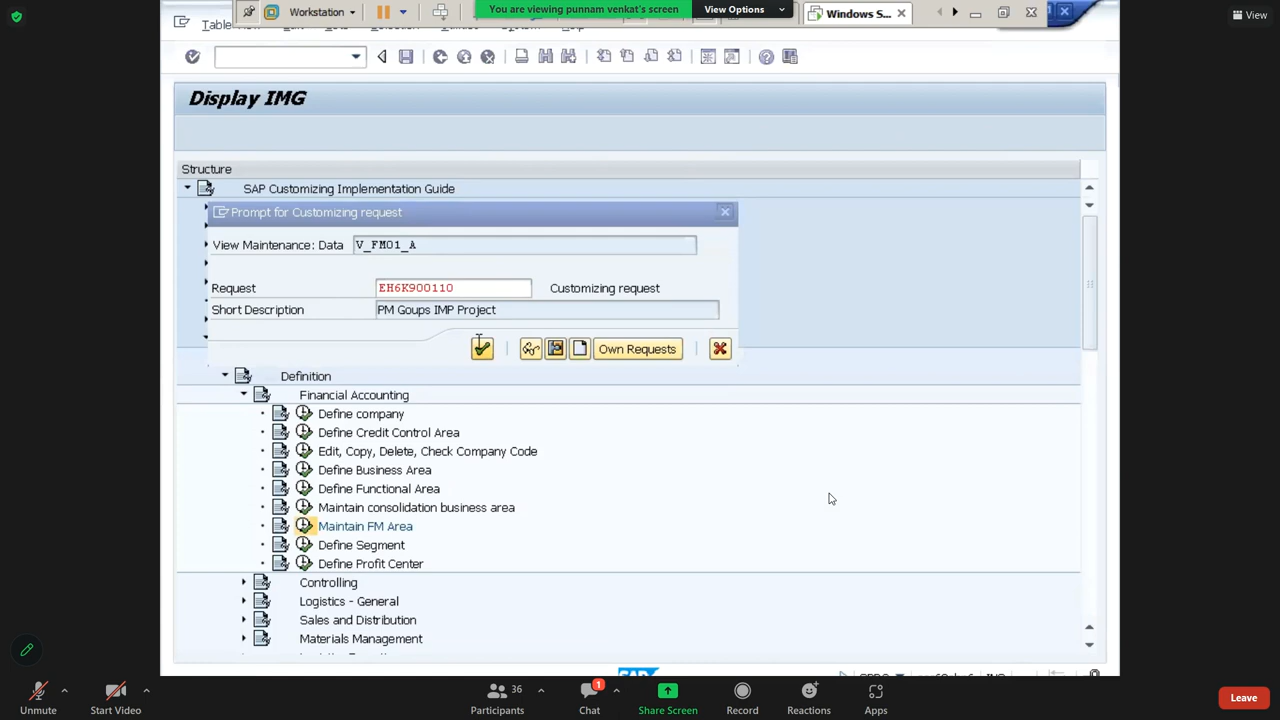 Workstation
You are viewing punnam venkat's screen
View Options
Windows S...
View
Table
Display IMG
Structure
SAP Customizing Implementation Guide
Prompt for Customizing request
View Maintenance: Data V_FM01_A
Request EH6K900110 Customizing request
Short Description PM Goups IMP Project
Own Requests
Definition
Financial Accounting
Define company
Define Credit Control Area
Edit, Copy, Delete, Check Company Code
Define Business Area
Define Functional Area
Maintain consolidation business area
Maintain FM Area
Define Segment
Define Profit Center
Controlling
Logistics - General
Sales and Distribution
Materials Management
SAP
36
1
Unmute
Start Video
Participants
Chat
Share Screen
Record
Reactions
Apps
Leave